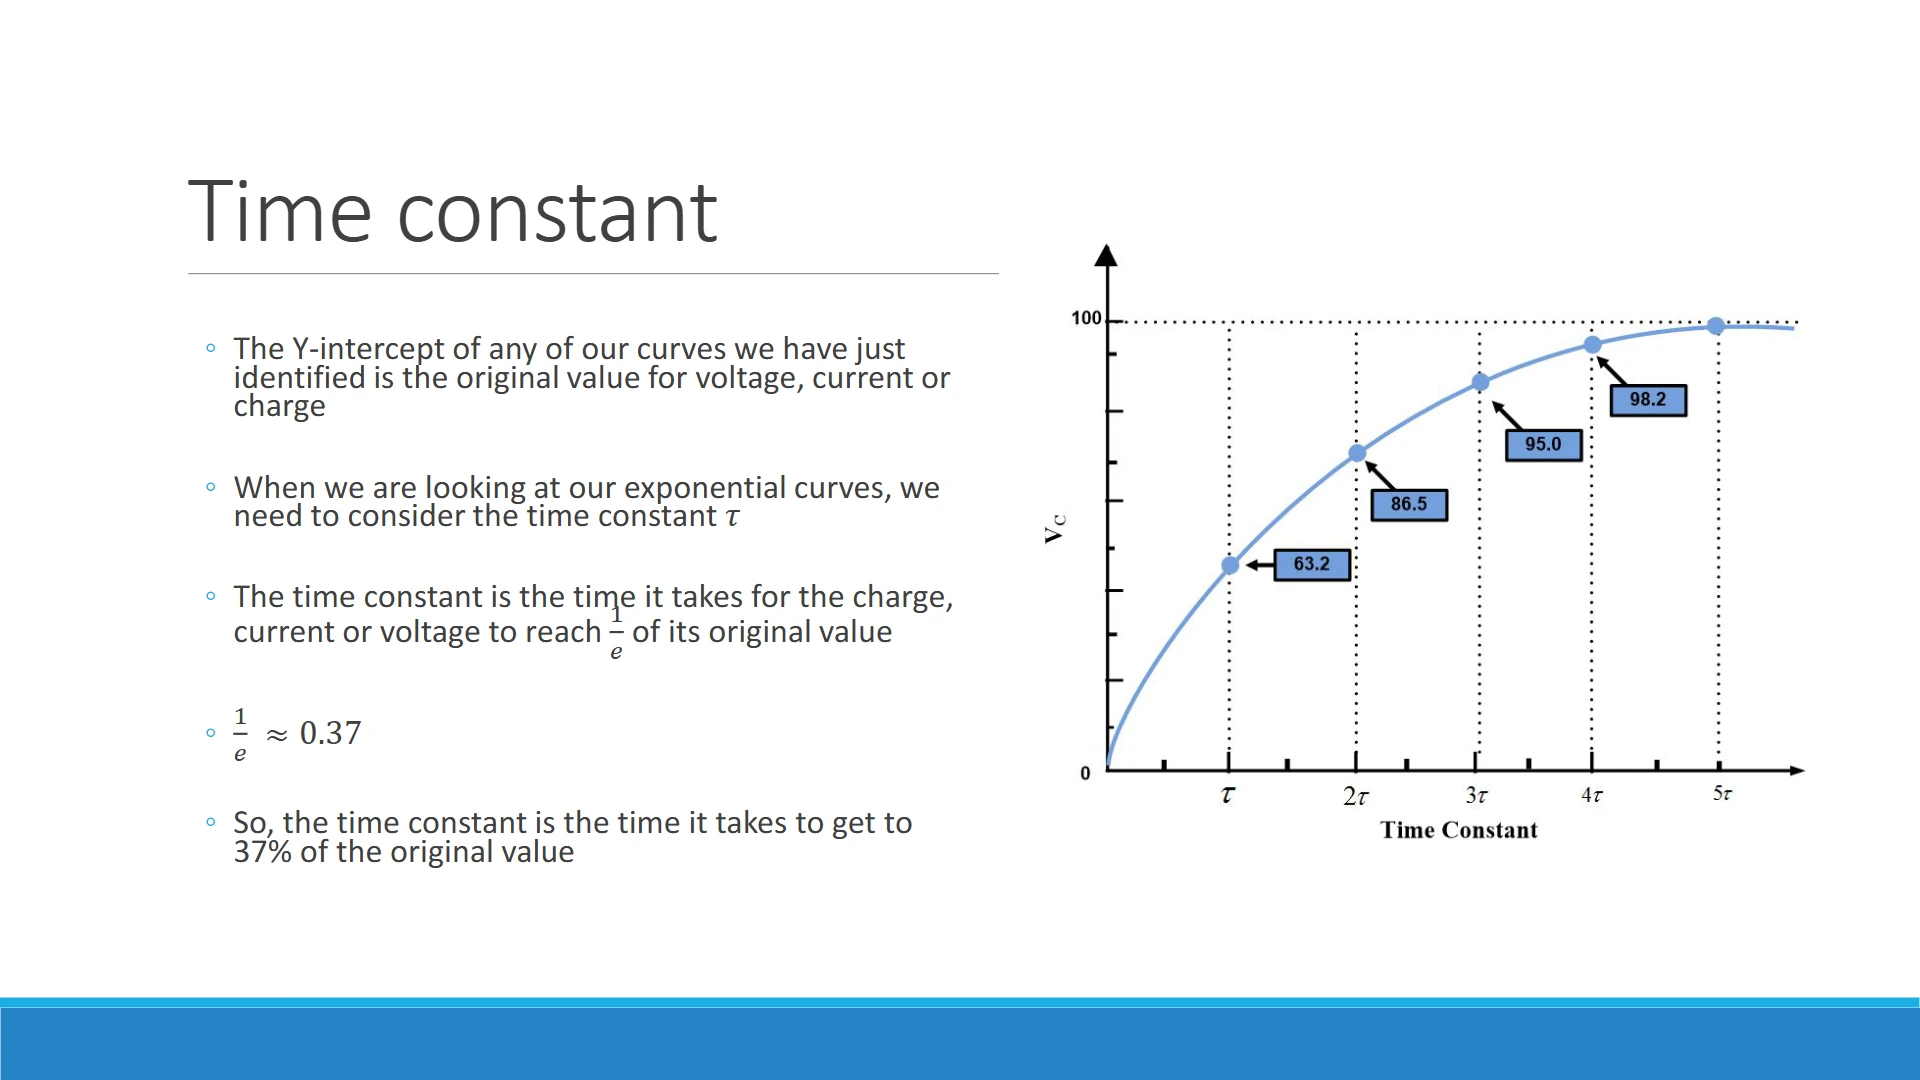 Time constant
◦ The Y-intercept of any of our curves we have just
identified is the original value for voltage, current or
charge
◦ When we are looking at our exponential curves, we
need to consider the time constant τ
◦ The time constant is the time it takes for the charge,
current or voltage to reach 1/e of its original value
◦ 1/e ≈ 0.37
◦ So, the time constant is the time it takes to get to
37% of the original value
100
98.2
95.0
86.5
63.2
V_C
0
τ 2τ 3τ 4τ 5τ
Time Constant